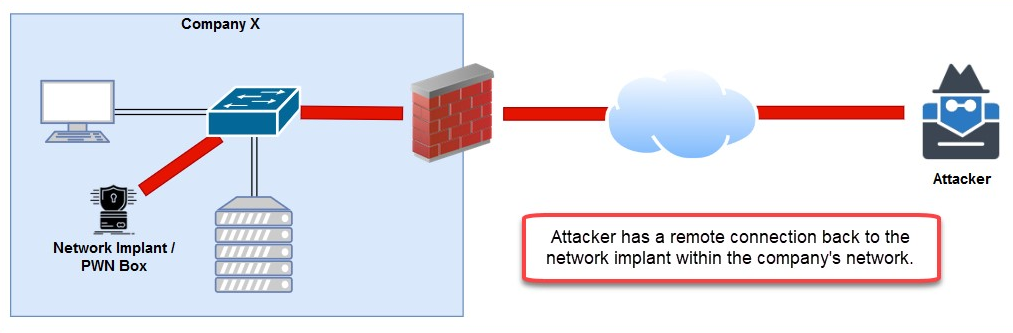 Company X
Network Implant /
PWN Box
Attacker
Attacker has a remote connection back to the
network implant within the company's network.